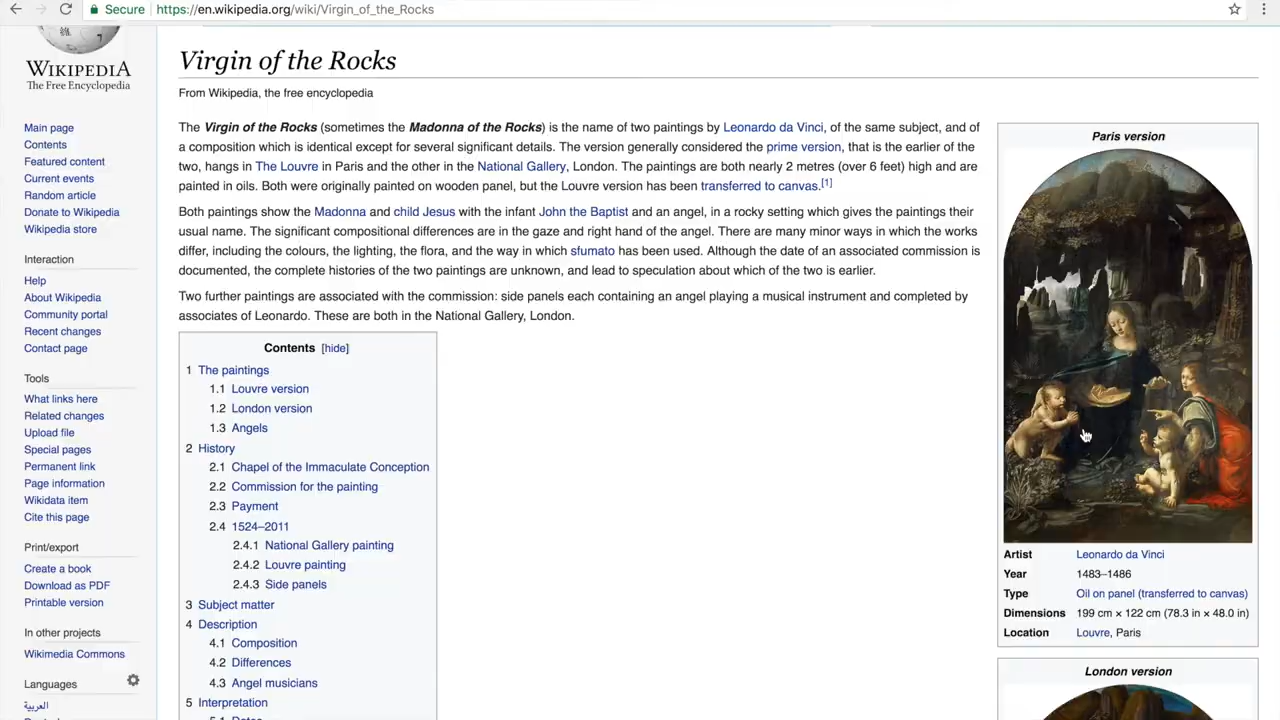 Secure https://en.wikipedia.org/wiki/Virgin_of_the_Rocks
WIKIPEDIA
The Free Encyclopedia
Main page
Contents
Featured content
Current events
Random article
Donate to Wikipedia
Wikipedia store
Interaction
Help
About Wikipedia
Community portal
Recent changes
Contact page
Tools
What links here
Related changes
Upload file
Special pages
Permanent link
Page information
Wikidata item
Cite this page
Print/export
Create a book
Download as PDF
Printable version
In other projects
Wikimedia Commons
Languages
العربية
Virgin of the Rocks
From Wikipedia, the free encyclopedia
The Virgin of the Rocks (sometimes the Madonna of the Rocks) is the name of two paintings by Leonardo da Vinci, of the same subject, and of
a composition which is identical except for several significant details. The version generally considered the prime version, that is the earlier of the
two, hangs in The Louvre in Paris and the other in the National Gallery, London. The paintings are both nearly 2 metres (over 6 feet) high and are
painted in oils. Both were originally painted on wooden panel, but the Louvre version has been transferred to canvas.[1]
Both paintings show the Madonna and child Jesus with the infant John the Baptist and an angel, in a rocky setting which gives the paintings their
usual name. The significant compositional differences are in the gaze and right hand of the angel. There are many minor ways in which the works
differ, including the colours, the lighting, the flora, and the way in which sfumato has been used. Although the date of an associated commission is
documented, the complete histories of the two paintings are unknown, and lead to speculation about which of the two is earlier.
Two further paintings are associated with the commission: side panels each containing an angel playing a musical instrument and completed by
associates of Leonardo. These are both in the National Gallery, London.
Contents [hide]
1 The paintings
1.1 Louvre version
1.2 London version
1.3 Angels
2 History
2.1 Chapel of the Immaculate Conception
2.2 Commission for the painting
2.3 Payment
2.4 1524–2011
2.4.1 National Gallery painting
2.4.2 Louvre painting
2.4.3 Side panels
3 Subject matter
4 Description
4.1 Composition
4.2 Differences
4.3 Angel musicians
5 Interpretation
Paris version
Artist Leonardo da Vinci
Year 1483–1486
Type Oil on panel (transferred to canvas)
Dimensions 199 cm × 122 cm (78.3 in × 48.0 in)
Location Louvre, Paris
London version